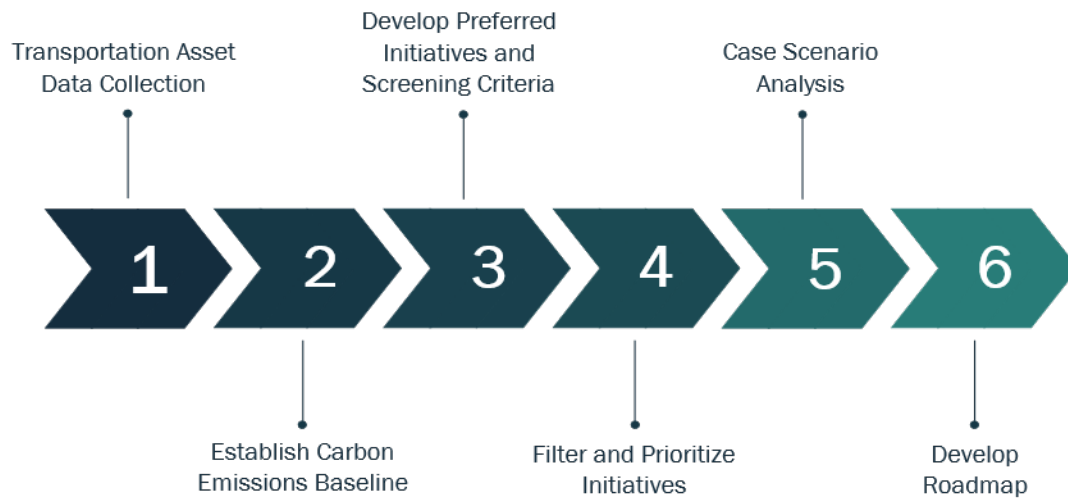 Transportation Asset
Data Collection
Develop Preferred
Initiatives and
Screening Criteria
Case Scenario
Analysis
1
2
3
4
5
6
Establish Carbon
Emissions Baseline
Filter and Prioritize
Initiatives
Develop
Roadmap